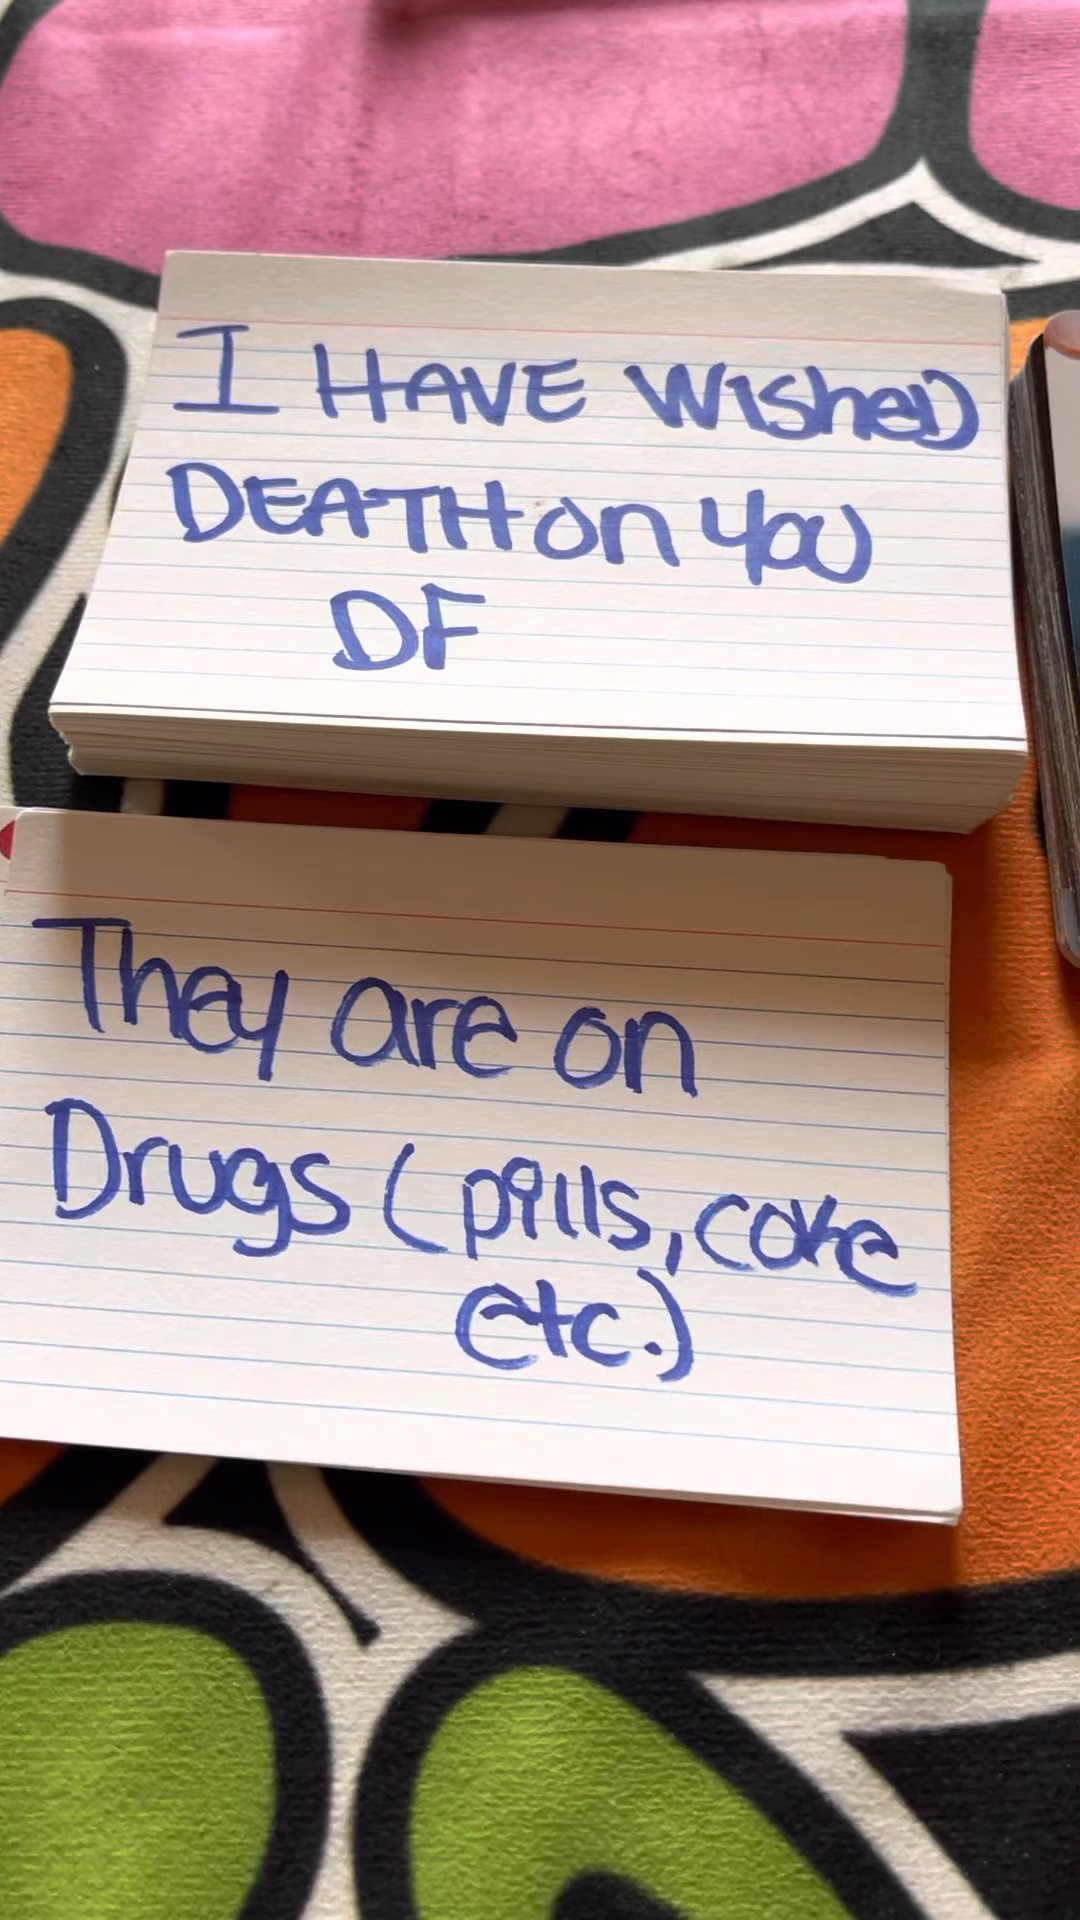 I HAVE WISheD
DEATH on you
DF
They are on
Drugs (pills, coke
etc.)